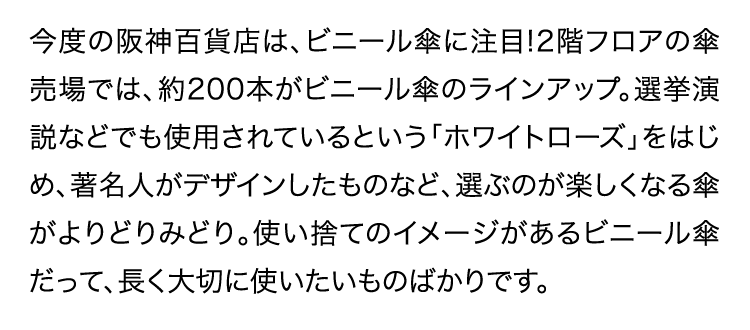 今度の阪神百貨店は、ビニール傘に注目!2階フロアの傘
売場では、約200本がビニール傘のラインアップ。選挙演
説などでも使用されているという「ホワイトローズ」をはじ
め、著名人がデザインしたものなど、選ぶのが楽しくなる傘
がよりどりみどり。使い捨てのイメージがあるビニール傘
だって、長く大切に使いたいものばかりです。